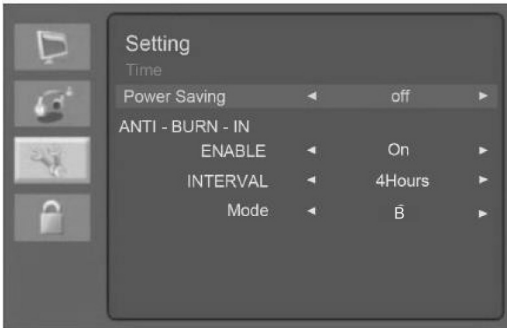 Setting
Time
Power Saving ◄ off ►
ANTI - BURN - IN
ENABLE ◄ On ►
INTERVAL ◄ 4Hours ►
Mode ◄ B ►